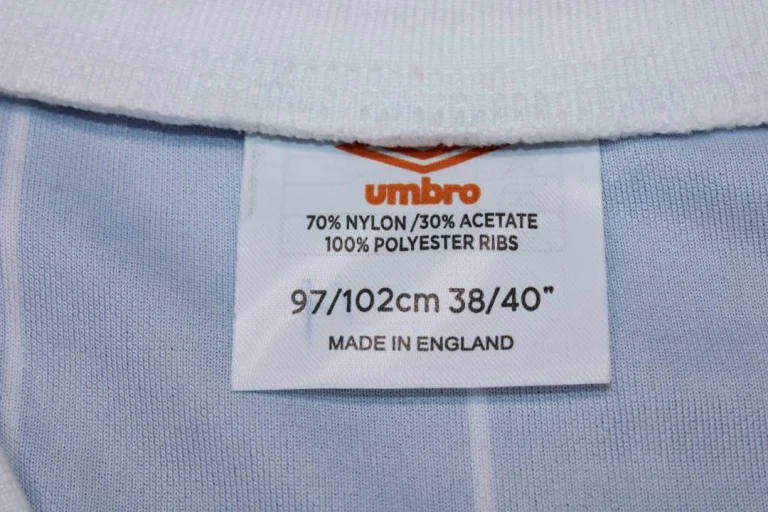 umbro
70% NYLON /30% ACETATE
100% POLYESTER RIBS
97/102cm 38/40"
MADE IN ENGLAND